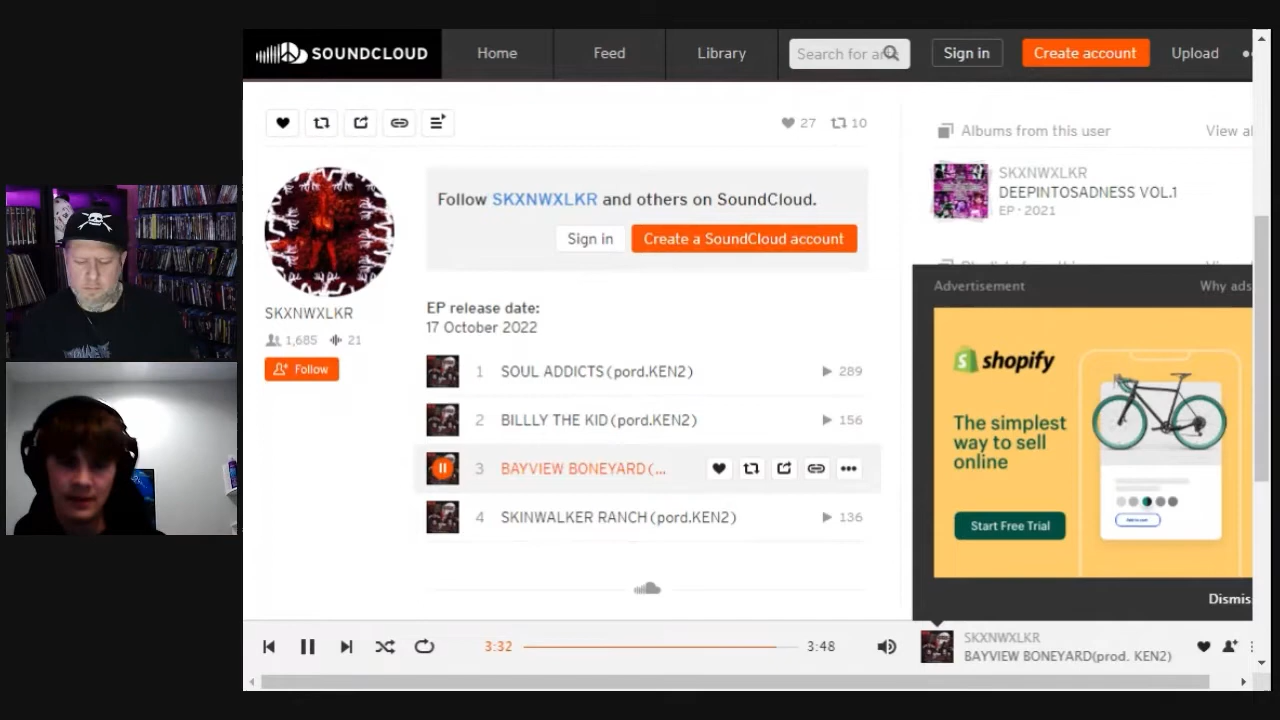 SOUNDCLOUD
Home
Feed
Library
Search for art
Sign in
Create account
Upload
27
10
Albums from this user
View al
SKXNWXLKR
DEEPINTOSADNESS VOL.1
EP · 2021
Follow SKXNWXLKR and others on SoundCloud.
Sign in
Create a SoundCloud account
SKXNWXLKR
1,685
21
Follow
EP release date:
17 October 2022
1 SOUL ADDICTS(pord.KEN2) 289
2 BILLLY THE KID(pord.KEN2) 156
3 BAYVIEW BONEYARD(...
4 SKINWALKER RANCH(pord.KEN2) 136
Advertisement
Why ads
shopify
The simplest
way to sell
online
Start Free Trial
Dismis
3:32
3:48
SKXNWXLKR
BAYVIEW BONEYARD(prod. KEN2)